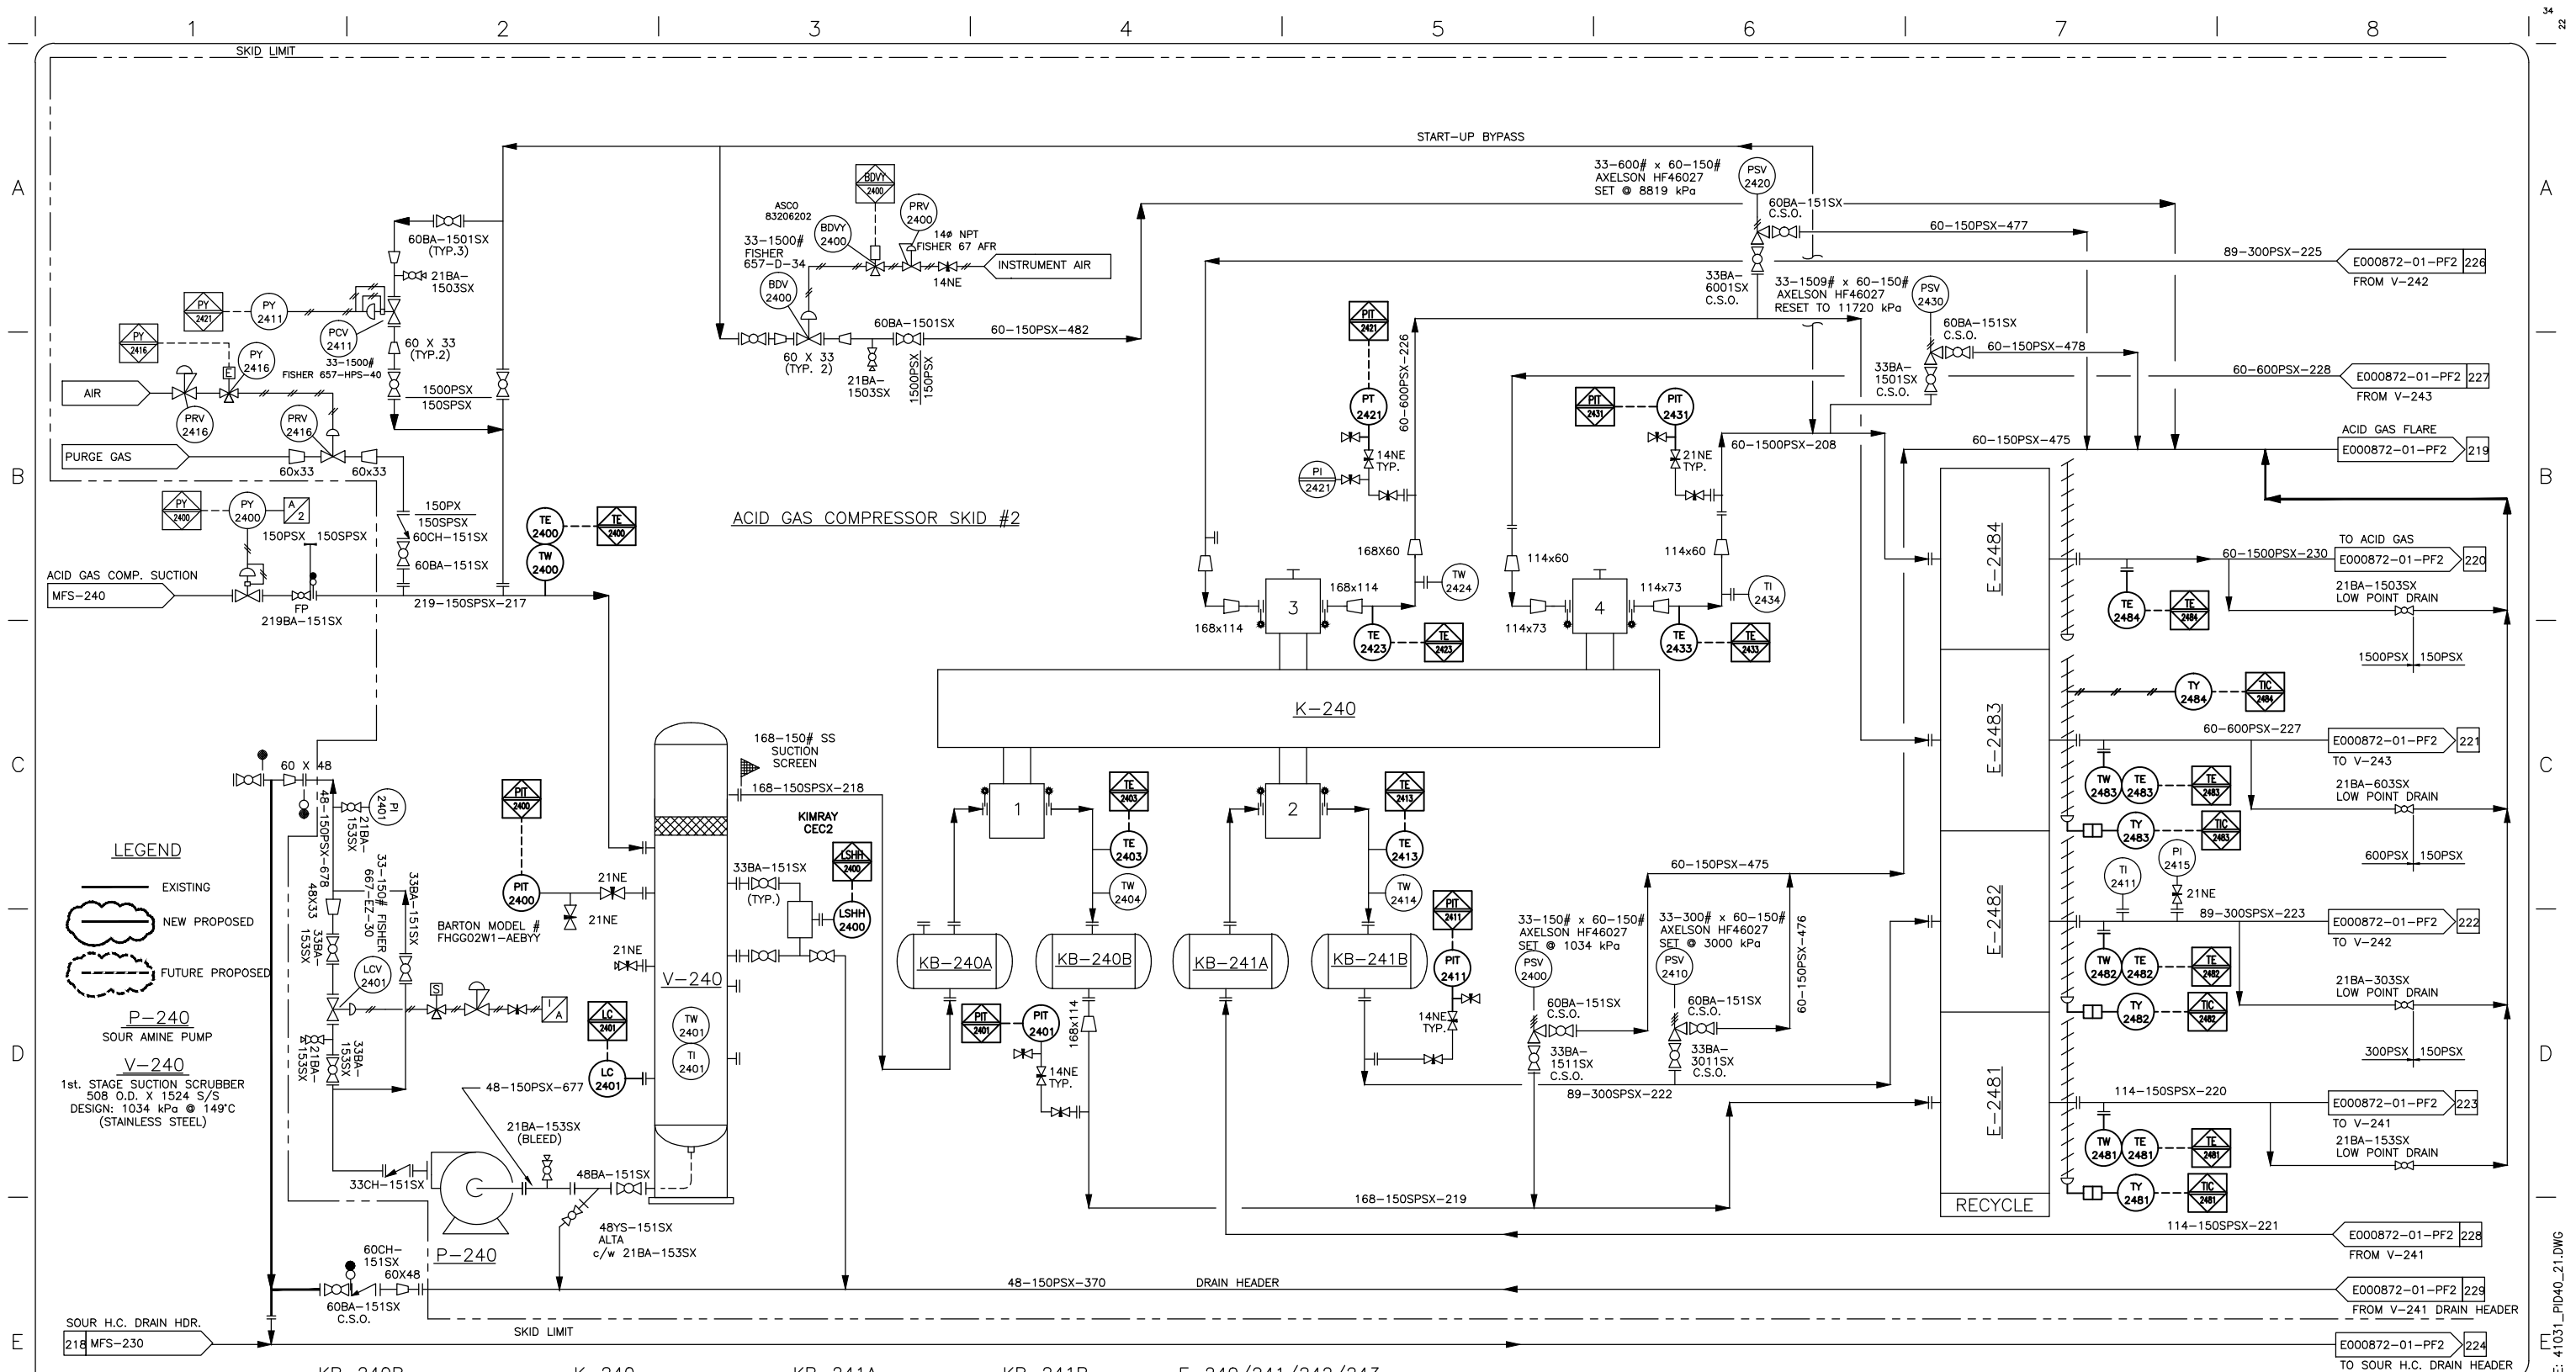 1 2 3 4 5 6 7 8
34
22
SKID LIMIT
START-UP BYPASS
A
A
33-600# x 60-150#
AXELSON HF46027
SET @ 8819 kPa
PSV
2420
60BA-151SX
C.S.O.
60-150PSX-477
BDVY
2400
ASCO
83206202
BDVY
2400
PRV
2400
14ø NPT
FISHER 67 AFR
33-1500#
FISHER
657-D-34
INSTRUMENT AIR
14NE
BDV
2400
60BA-1501SX
(TYP.3)
21BA-
1503SX
PY
2421
PY
2411
PCV
2411
60 X 33
(TYP.2)
33-1500#
FISHER 657-HPS-40
PY
2416
PY
2416
E
AIR
PRV
2416
PRV
2416
1500PSX
150SPSX
60 X 33
(TYP. 2)
21BA-
1503SX
60BA-1501SX
1500PSX
150PSX
60-150PSX-482
89-300PSX-225
E000872-01-PF2 226
FROM V-242
33BA-
6001SX
C.S.O.
33-1509# x 60-150#
AXELSON HF46027
RESET TO 11720 kPa
PSV
2430
60BA-151SX
C.S.O.
60-150PSX-478
33BA-
1501SX
C.S.O.
60-600PSX-228
E000872-01-PF2 227
FROM V-243
PIT
2421
PT
2421
60-600PSX-226
14NE
TYP.
PI
2421
PIT
2431
PIT
2431
21NE
TYP.
60-1500PSX-208
60-150PSX-475
ACID GAS FLARE
E000872-01-PF2 219
B
B
PURGE GAS
60x33
60x33
PY
2400
PY
2400
A
2
150PSX
150SPSX
150PX
150SPSX
60CH-151SX
60BA-151SX
ACID GAS COMP. SUCTION
MFS-240
FP
219BA-151SX
219-150SPSX-217
TE
2400
TE
2400
TW
2400
ACID GAS COMPRESSOR SKID #2
168X60
168x114
168x114
3
TW
2424
TE
2423
TE
2423
114x60
114x60
114x73
114x73
4
TI
2434
TE
2433
TE
2433
E-2484
TO ACID GAS
60-1500PSX-230
E000872-01-PF2 220
21BA-1503SX
LOW POINT DRAIN
TE
2484
TE
2484
1500PSX 150PSX
TY
2484
TIC
2484
C
C
K-240
E-2483
60-600PSX-227
E000872-01-PF2 221
TO V-243
21BA-603SX
LOW POINT DRAIN
TW
2483
TE
2483
TE
2483
TY
2483
TIC
2483
600PSX 150PSX
60 X 48
PI
2401
21BA-
153SX
48-150PSX-678
168-150# SS
SUCTION
SCREEN
168-150SPSX-218
KIMRAY
CEC2
LSHH
2400
LSHH
2400
33BA-151SX
(TYP.)
PIT
2400
PIT
2400
21NE
21NE
21NE
BARTON MODEL #
FHGG02W1-AEBYY
1
TE
2403
TE
2403
TW
2404
2
TE
2413
TE
2413
TW
2414
PIT
2411
PIT
2411
14NE
TYP.
60-150PSX-475
60-150PSX-476
E-2482
TI
2411
PI
2415
21NE
89-300SPSX-223
E000872-01-PF2 222
TO V-242
TW
2482
TE
2482
TE
2482
TY
2482
TIC
2482
21BA-303SX
LOW POINT DRAIN
300PSX 150PSX
LEGEND
EXISTING
NEW PROPOSED
FUTURE PROPOSED
P-240
SOUR AMINE PUMP
V-240
1st. STAGE SUCTION SCRUBBER
508 O.D. X 1524 S/S
DESIGN: 1034 kPa @ 149°C
(STAINLESS STEEL)
48X33
33BA-
153SX
33-150# FISHER
667-EZ-30
33BA-151SX
LCV
2401
S
I
A
21BA-
153SX
33BA-
153SX
D
D
LC
2401
LC
2401
V-240
TW
2401
TI
2401
KB-240A
KB-240B
KB-241A
KB-241B
PIT
2401
PIT
2401
14NE
TYP.
168x114
33-150# x 60-150#
AXELSON HF46027
SET @ 1034 kPa
PSV
2400
60BA-151SX
C.S.O.
33BA-
1511SX
C.S.O.
33-300# x 60-150#
AXELSON HF46027
SET @ 3000 kPa
PSV
2410
60BA-151SX
C.S.O.
33BA-
3011SX
C.S.O.
89-300SPSX-222
E-2481
114-150SPSX-220
E000872-01-PF2 223
TO V-241
21BA-153SX
LOW POINT DRAIN
TW
2481
TE
2481
TE
2481
TY
2481
TIC
2481
RECYCLE
48-150PSX-677
21BA-153SX
(BLEED)
48BA-151SX
33CH-151SX
C
P-240
48YS-151SX
ALTA
c/w 21BA-153SX
168-150SPSX-219
114-150SPSX-221
E000872-01-PF2 228
FROM V-241
60CH-
151SX
60X48
60BA-151SX
C.S.O.
48-150PSX-370
DRAIN HEADER
E000872-01-PF2 229
FROM V-241 DRAIN HEADER
SOUR H.C. DRAIN HDR.
218 MFS-230
SKID LIMIT
E000872-01-PF2 224
TO SOUR H.C. DRAIN HEADER
E
E
E: 41031_PID40_21.DWG
KB-240B K-240 KB-241A KB-241B E-240/241/242/243